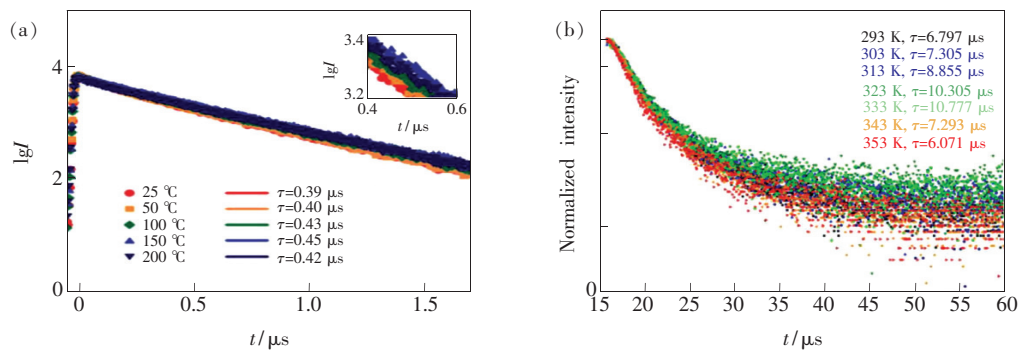 (a)
lgI
4
2
0
0 0.5 1.0 1.5
t/μs
25 ℃ τ=0.39 μs
50 ℃ τ=0.40 μs
100 ℃ τ=0.43 μs
150 ℃ τ=0.45 μs
200 ℃ τ=0.42 μs
lgI
3.4
3.2
0.4 0.6
t/μs
(b)
Normalized intensity
293 K, τ=6.797 μs
303 K, τ=7.305 μs
313 K, τ=8.855 μs
323 K, τ=10.305 μs
333 K, τ=10.777 μs
343 K, τ=7.293 μs
353 K, τ=6.071 μs
0
15 20 25 30 35 40 45 50 55 60
t/μs